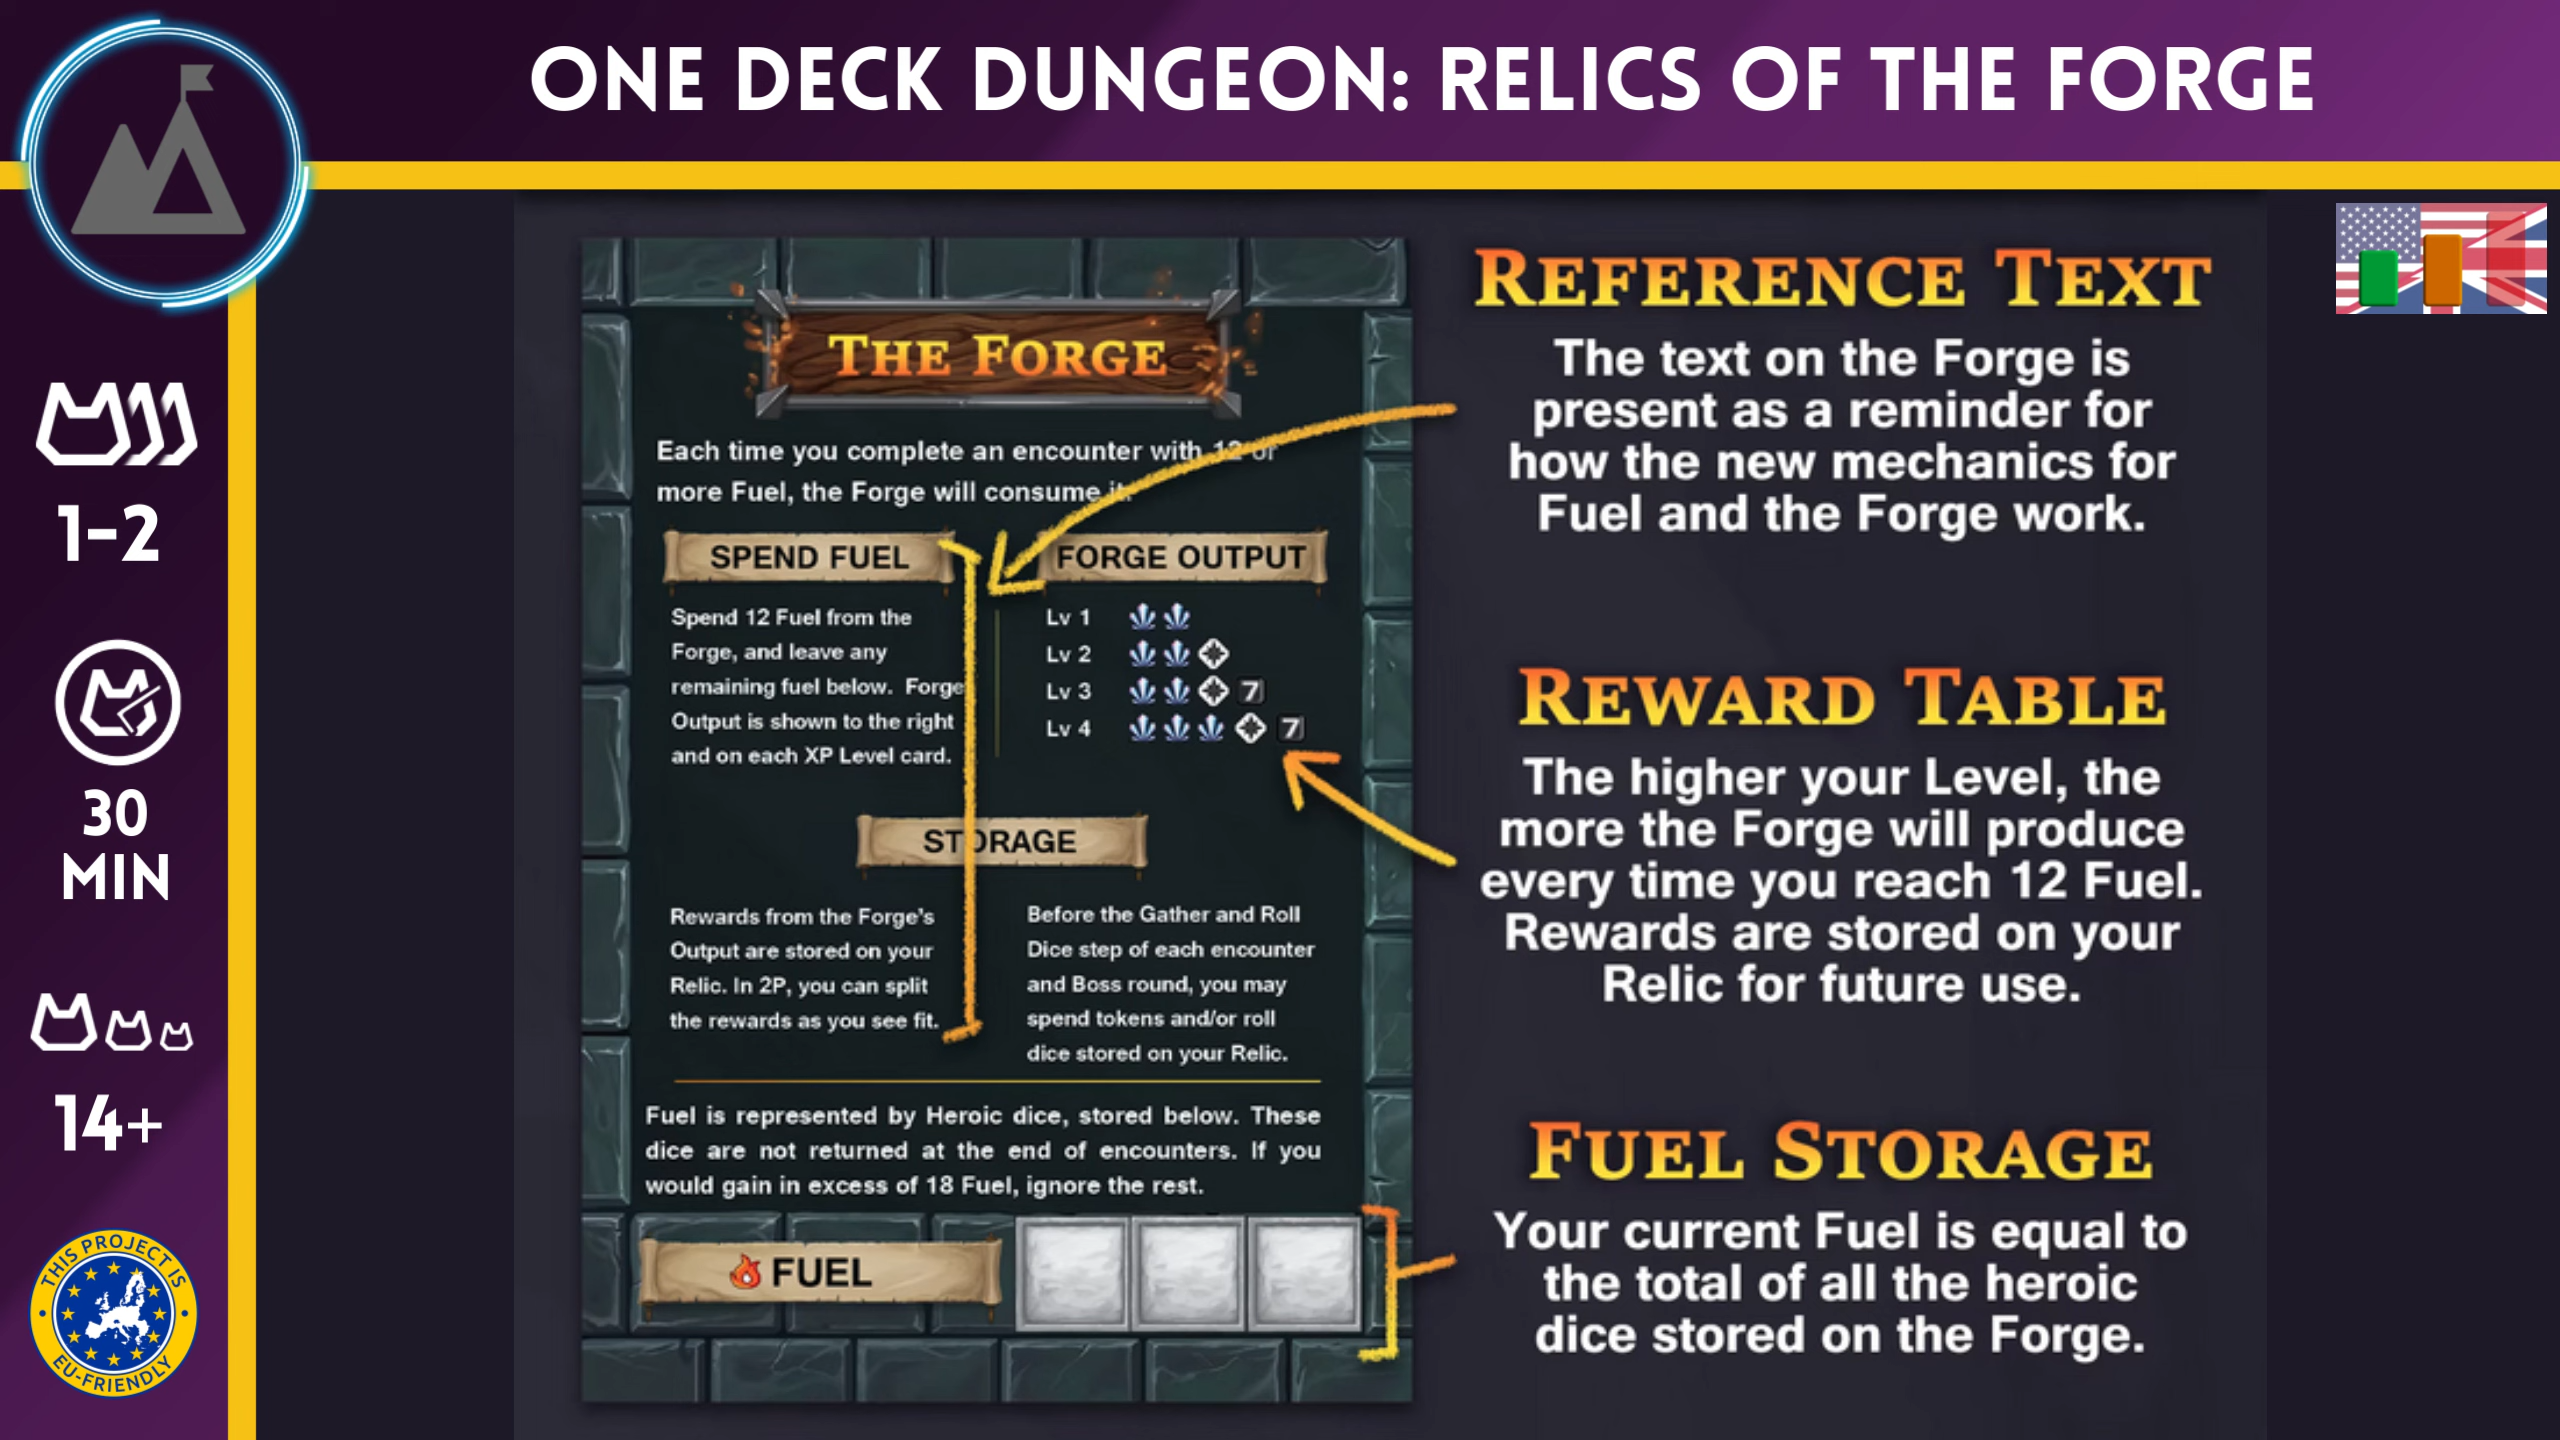 ONE DECK DUNGEON: RELICS OF THE FORGE
1-2
30
MIN
14+
THIS PROJECT IS
EU-FRIENDLY
THE FORGE
Each time you complete an encounter with 12 or
more Fuel, the Forge will consume it.
SPEND FUEL
Spend 12 Fuel from the
Forge, and leave any
remaining fuel below. Forge
Output is shown to the right
and on each XP Level card.
FORGE OUTPUT
Lv 1
Lv 2
Lv 3 7
Lv 4 7
STORAGE
Rewards from the Forge's
Output are stored on your
Relic. In 2P, you can split
the rewards as you see fit.
Before the Gather and Roll
Dice step of each encounter
and Boss round, you may
spend tokens and/or roll
dice stored on your Relic.
Fuel is represented by Heroic dice, stored below. These
dice are not returned at the end of encounters. If you
would gain in excess of 18 Fuel, ignore the rest.
FUEL
REFERENCE TEXT
The text on the Forge is
present as a reminder for
how the new mechanics for
Fuel and the Forge work.
REWARD TABLE
The higher your Level, the
more the Forge will produce
every time you reach 12 Fuel.
Rewards are stored on your
Relic for future use.
FUEL STORAGE
Your current Fuel is equal to
the total of all the heroic
dice stored on the Forge.